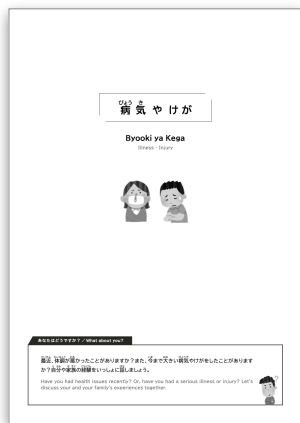 びょう き
病気やけが
Byooki ya Kega
Illness · Injury
あなたはどうですか？／What about you?
最近、体調が悪かったことがありますか？また、今まで大きい病気やけがをしたことがあります
か？自分や家族の経験をいっしょに話しましょう。
Have you had health issues recently? Or, have you had a serious illness or injury? Let's
discuss your and your family's experiences together.